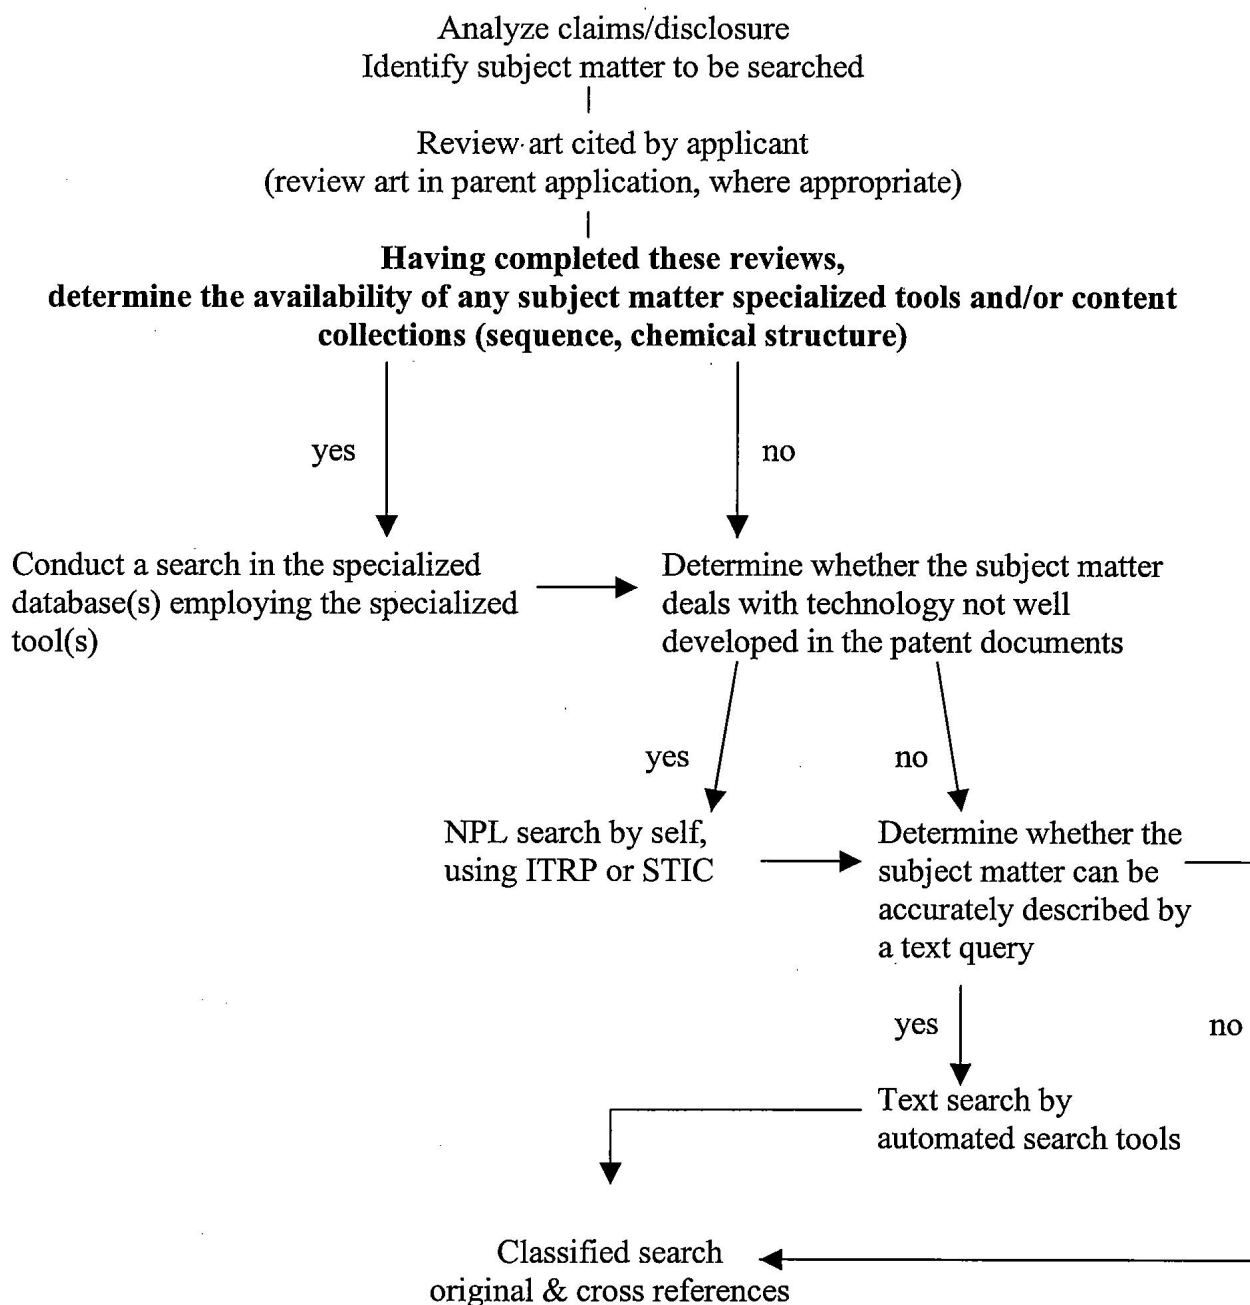 Analyze claims/disclosure
Identify subject matter to be searched
Review art cited by applicant
(review art in parent application, where appropriate)
Having completed these reviews,
determine the availability of any subject matter specialized tools and/or content
collections (sequence, chemical structure)
yes
no
Conduct a search in the specialized
database(s) employing the specialized
tool(s)
Determine whether the subject matter
deals with technology not well
developed in the patent documents
yes
no
NPL search by self,
using ITRP or STIC
Determine whether the
subject matter can be
accurately described by
a text query
yes
no
Text search by
automated search tools
Classified search
original & cross references